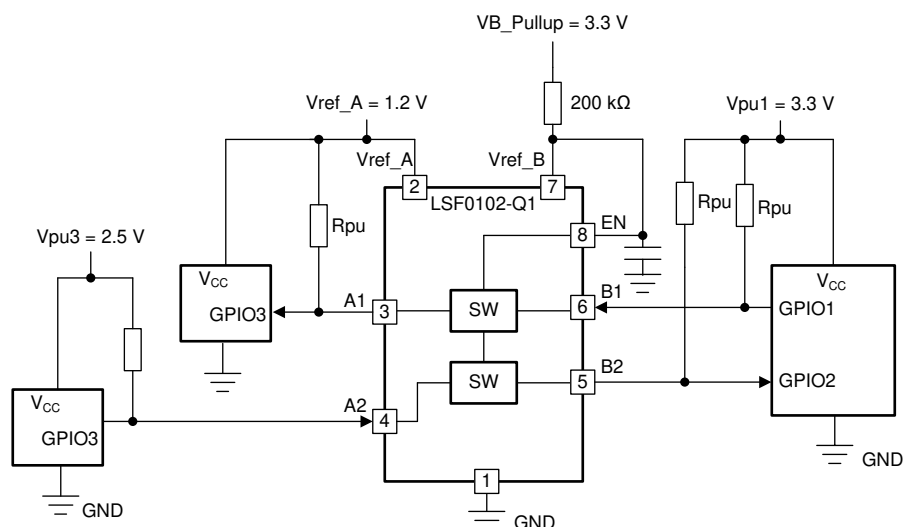 VB_Pullup = 3.3 V
200 kΩ
Vref_A = 1.2 V
Vpu1 = 3.3 V
Vref_A
Vref_B
2
7
LSF0102-Q1
Rpu
EN
8
Rpu
Rpu
Vpu3 = 2.5 V
VCC
GPIO3
A1
3
SW
6
B1
VCC
GPIO1
SW
5
B2
GPIO2
VCC
GPIO3
A2
4
1
GND
GND
GND